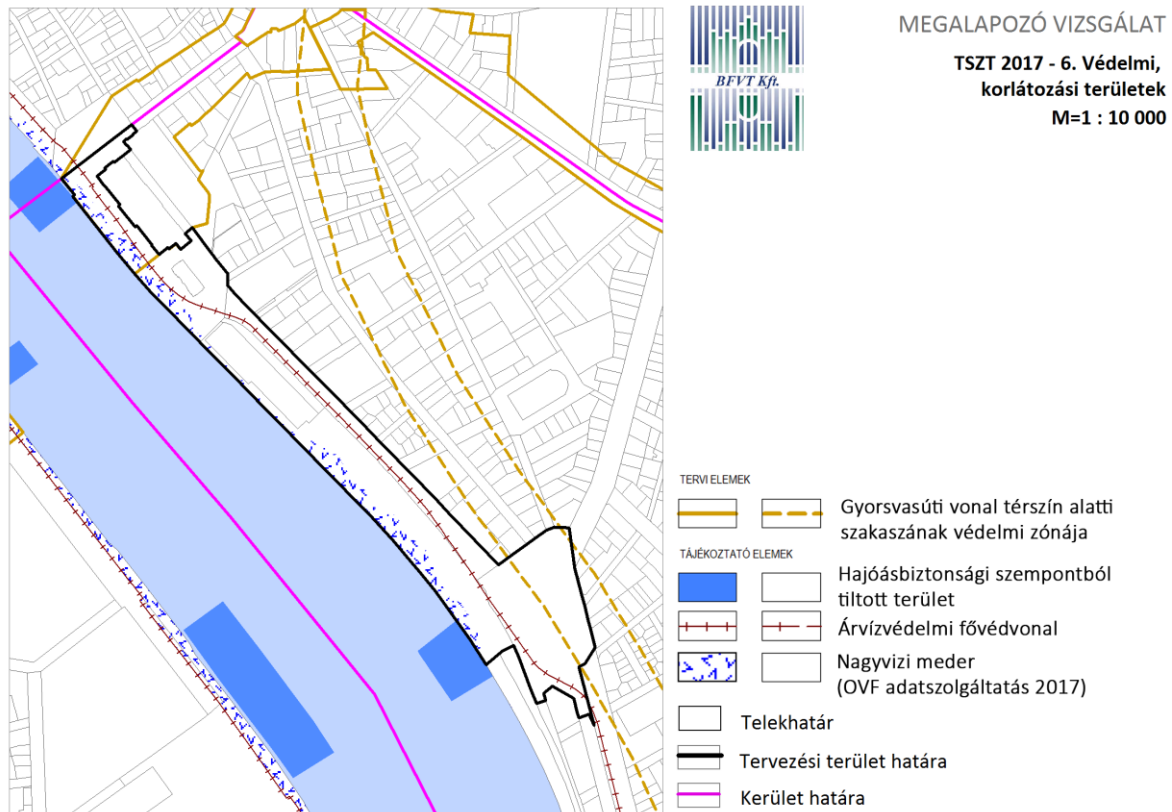 MEGALAPOZÓ VIZSGÁLAT
TSZT 2017 - 6. Védelmi,
korlátozási területek
M=1 : 10 000
BFVT Kft.
TERVI ELEMEK
Gyorsvasúti vonal térszín alatti
szakaszának védelmi zónája
TÁJÉKOZTATÓ ELEMEK
Hajóásbiztonsági szempontból
tiltott terület
Árvízvédelmi fővédvonal
Nagyvizi meder
(OVF adatszolgáltatás 2017)
Telekhatár
Tervezési terület határa
Kerület határa